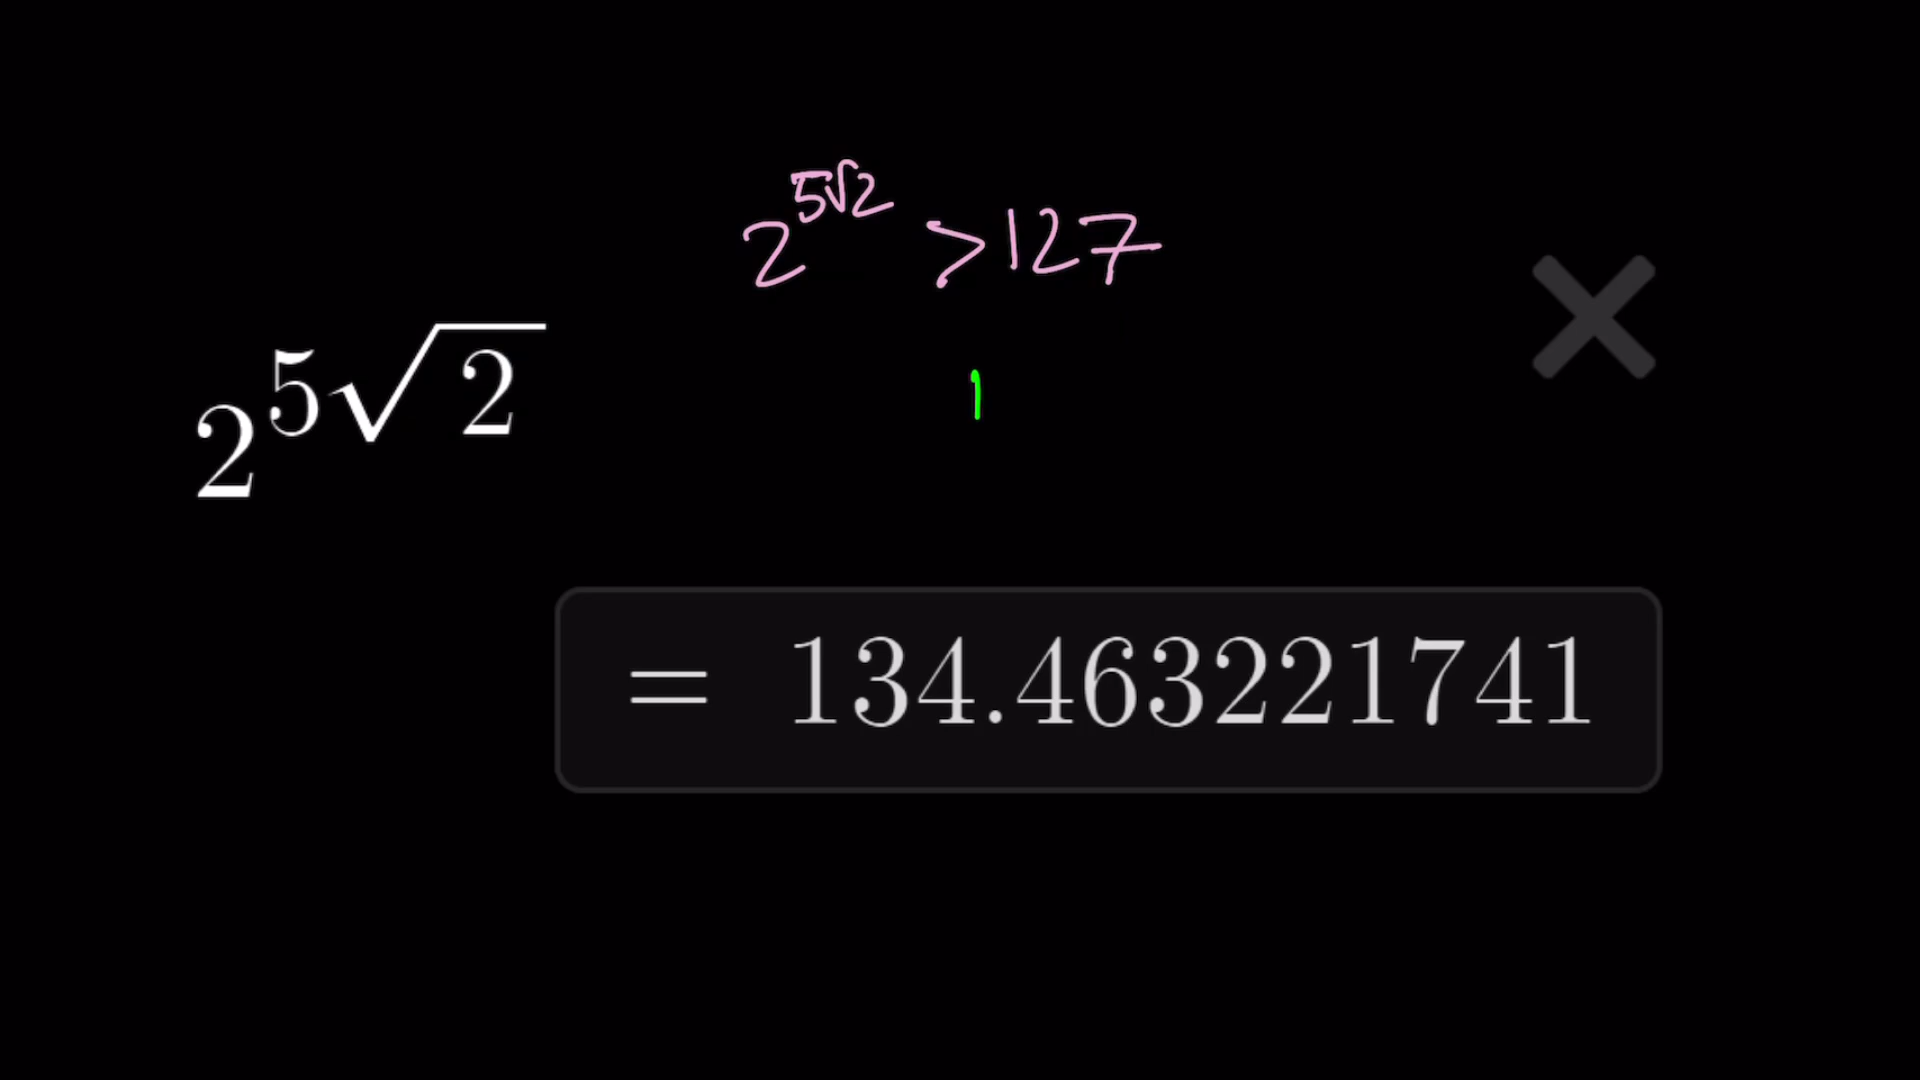 2^{5√2} > 127
2^{5√2}
1
= 134.463221741